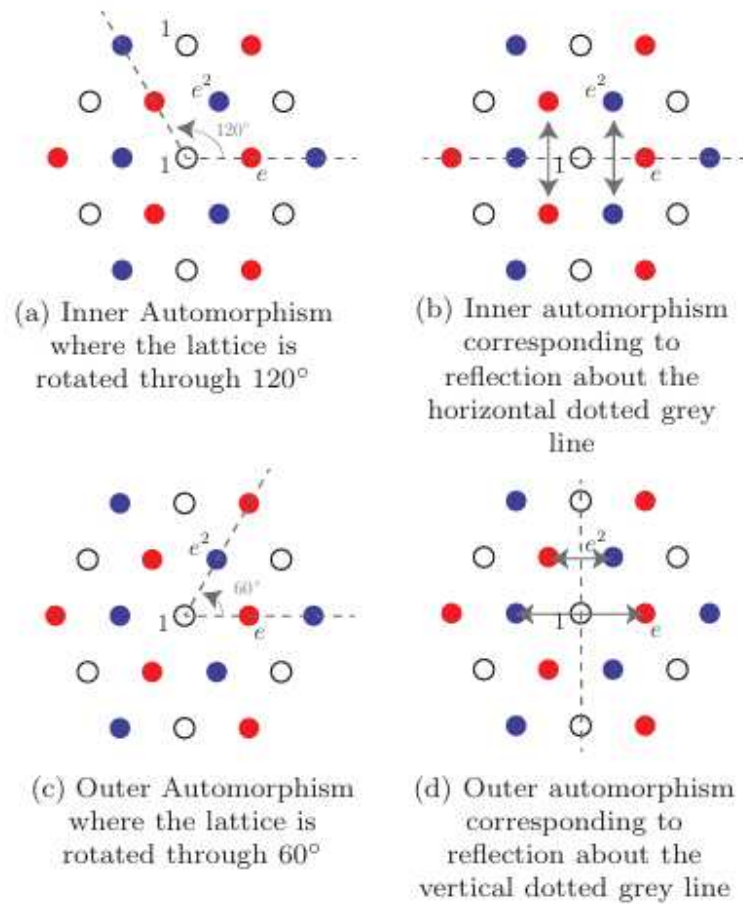 1
e²
120°
1
e
(a) Inner Automorphism
where the lattice is
rotated through 120°
e²
1
e
(b) Inner automorphism
corresponding to
reflection about the
horizontal dotted grey
line
e²
60°
1
e
(c) Outer Automorphism
where the lattice is
rotated through 60°
e²
1
e
(d) Outer automorphism
corresponding to
reflection about the
vertical dotted grey line